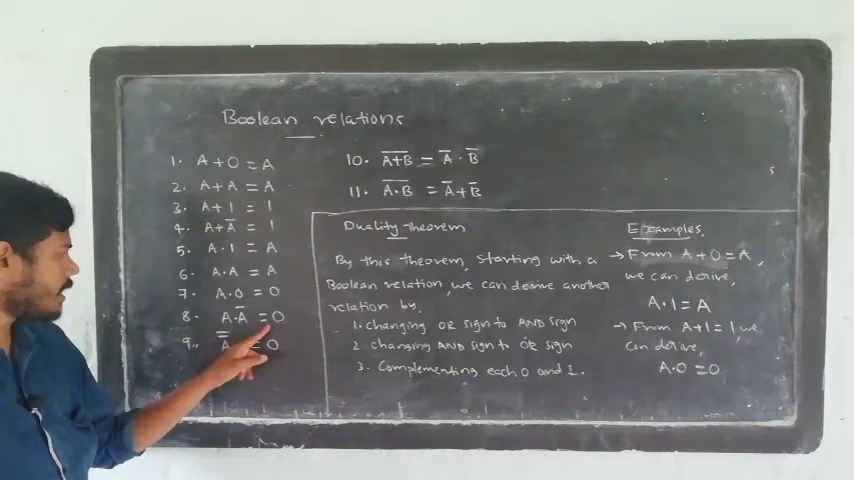 Boolean relations
1. A + 0 = A
2. A + A = A
3. A + 1 = 1
4. A + A̅ = 1
5. A · 1 = A
6. A · A = A
7. A · 0 = 0
8. A · A̅ = 0
9. A̿ = 0
10. \overline{A+B} = A̅ · B̅
11. \overline{A·B} = A̅ + B̅
Duality Theorem
By this theorem, starting with a
Boolean relation, we can derive another
relation by,
1. changing OR sign to AND sign
2 changing AND sign to OR sign
3. Complementing each 0 and 1.
Examples,
→ From A + 0 = A,
we can derive,
A · 1 = A
→ From A + 1 = 1, we
can derive,
A · 0 = 0